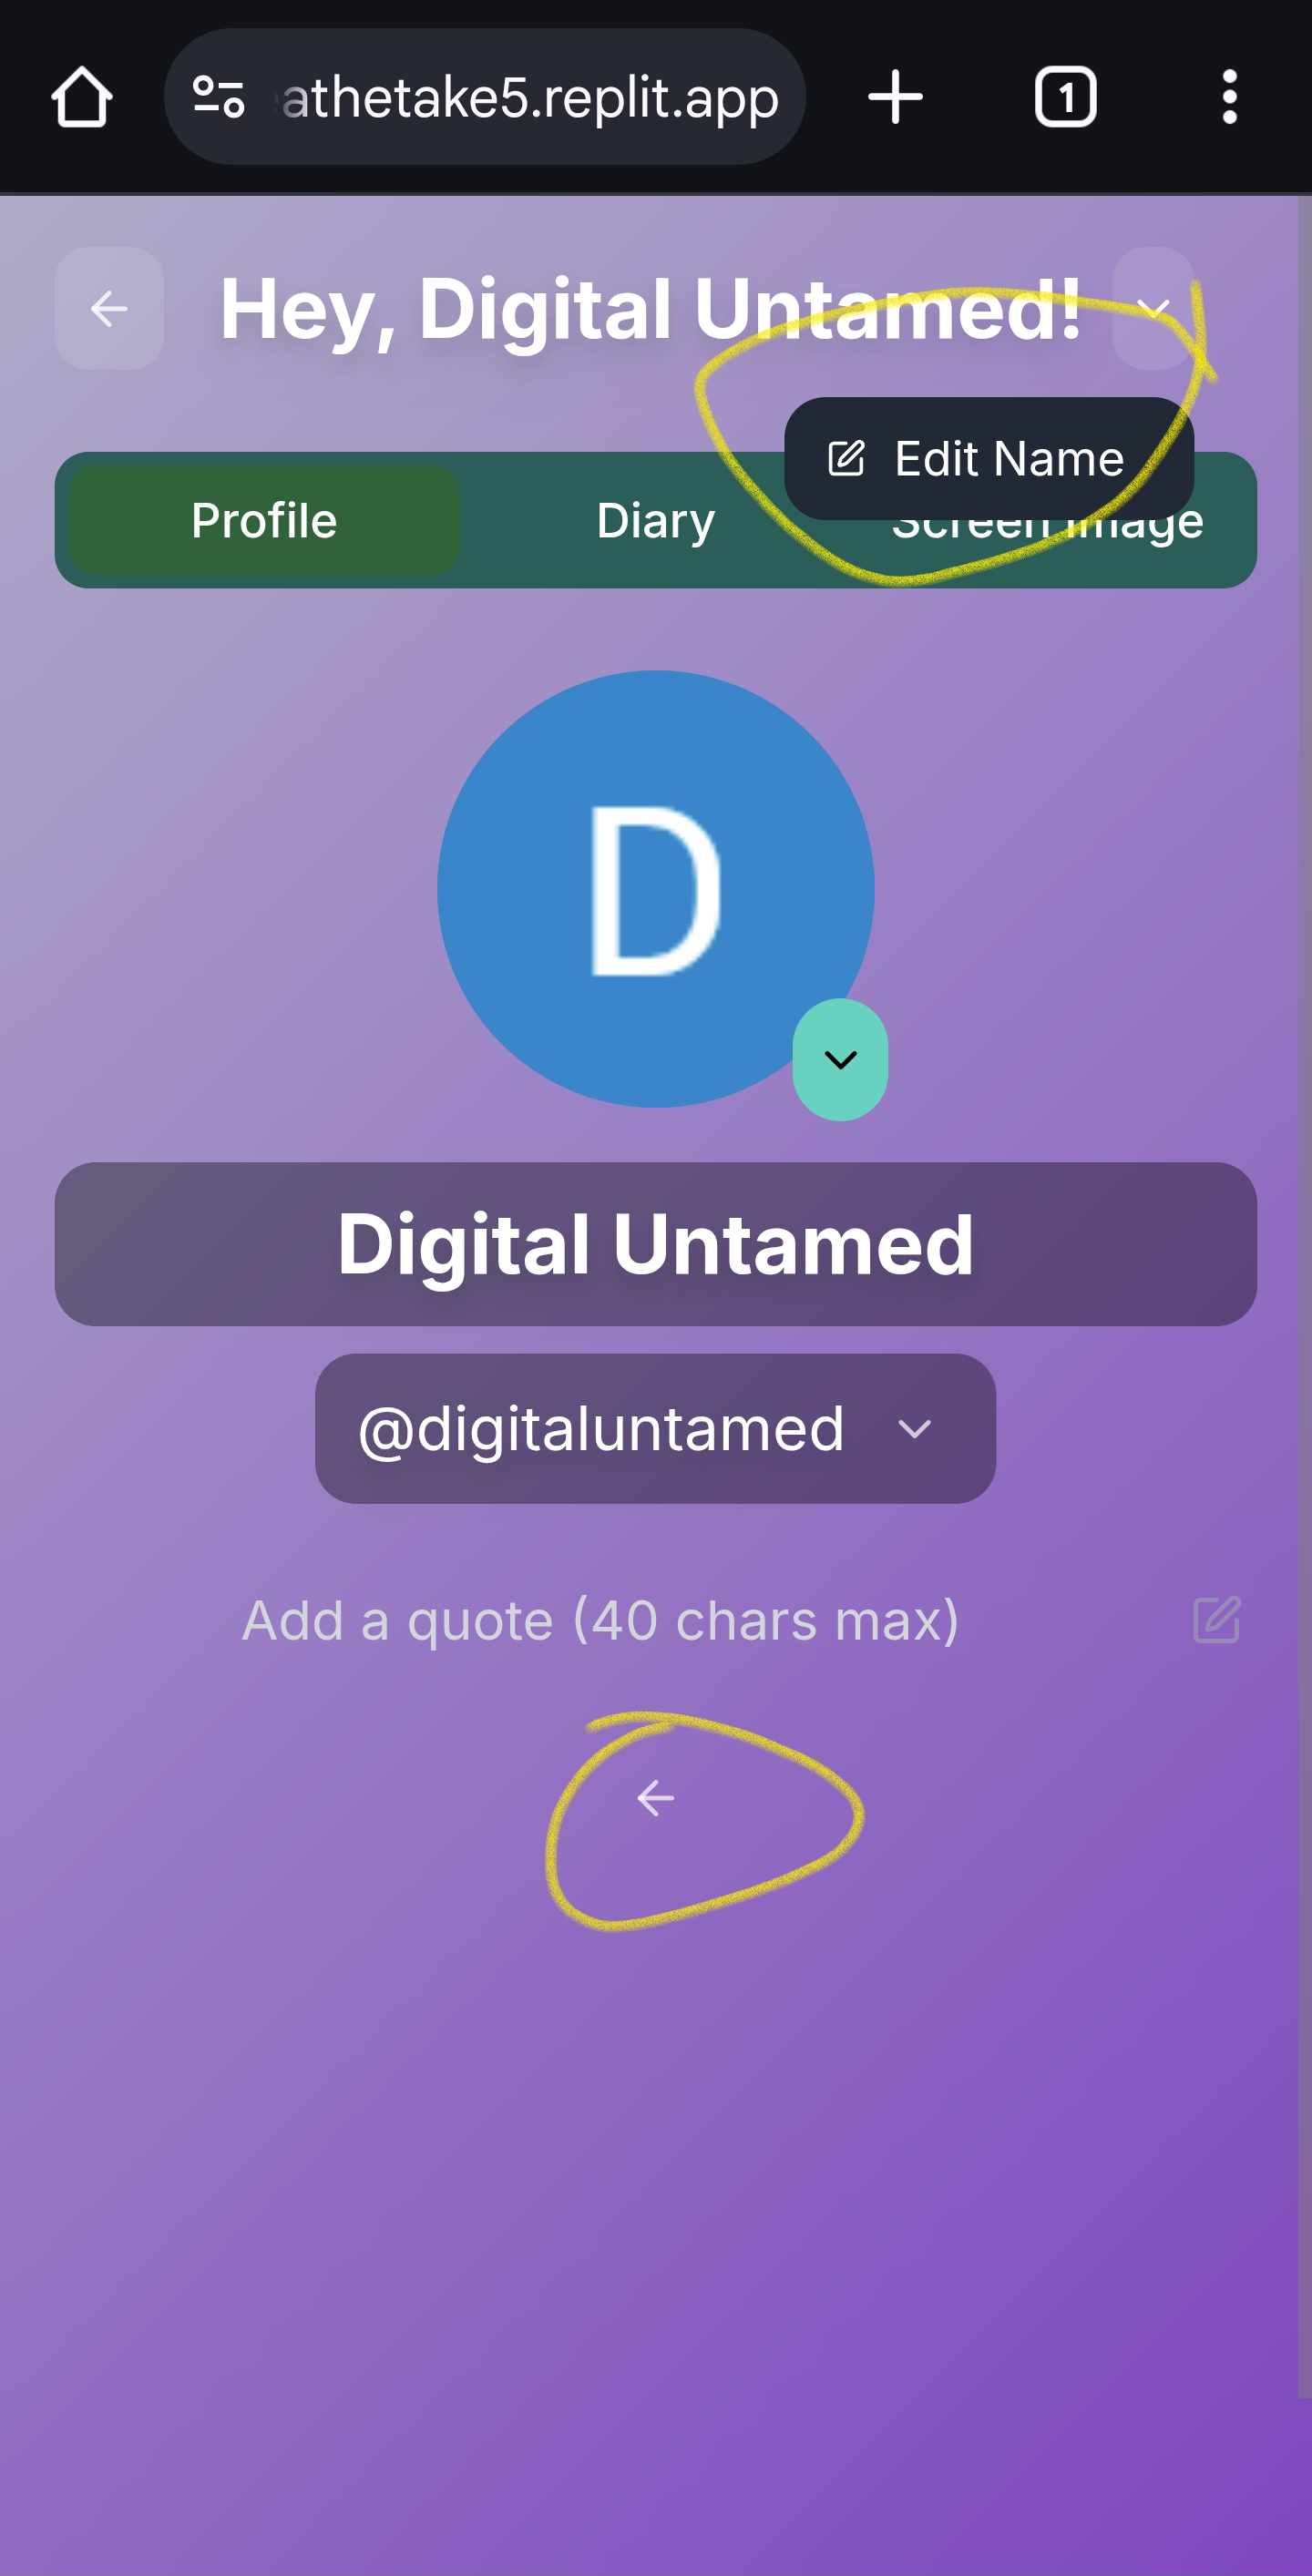 athetake5.replit.app
1
Hey, Digital Untamed!
Edit Name
Profile
Diary
Screen Image
D
Digital Untamed
@digitaluntamed
Add a quote (40 chars max)